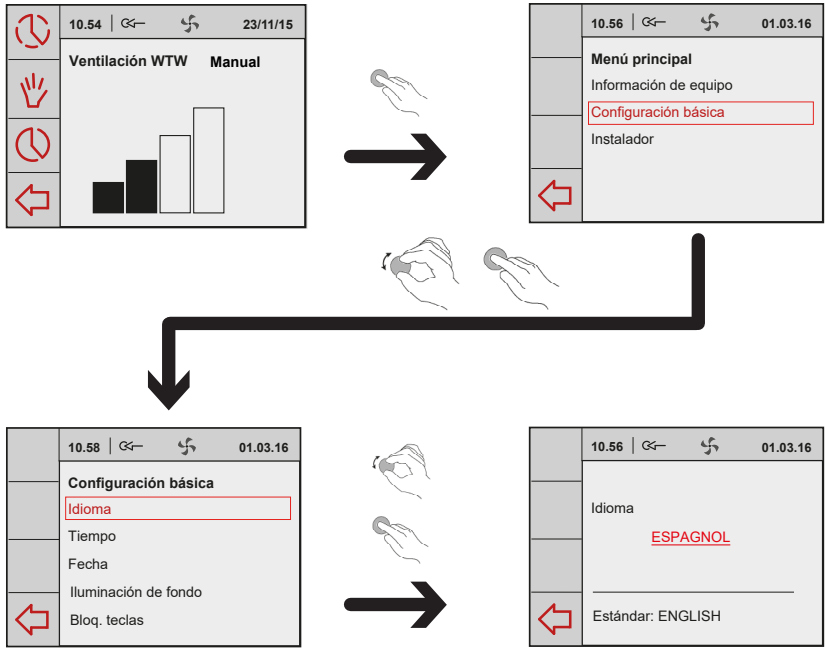 10.54 23/11/15
Ventilación WTW Manual
10.56 01.03.16
Menú principal
Información de equipo
Configuración básica
Instalador
10.58 01.03.16
Configuración básica
Idioma
Tiempo
Fecha
Iluminación de fondo
Bloq. teclas
10.56 01.03.16
Idioma
ESPAGNOL
Estándar: ENGLISH